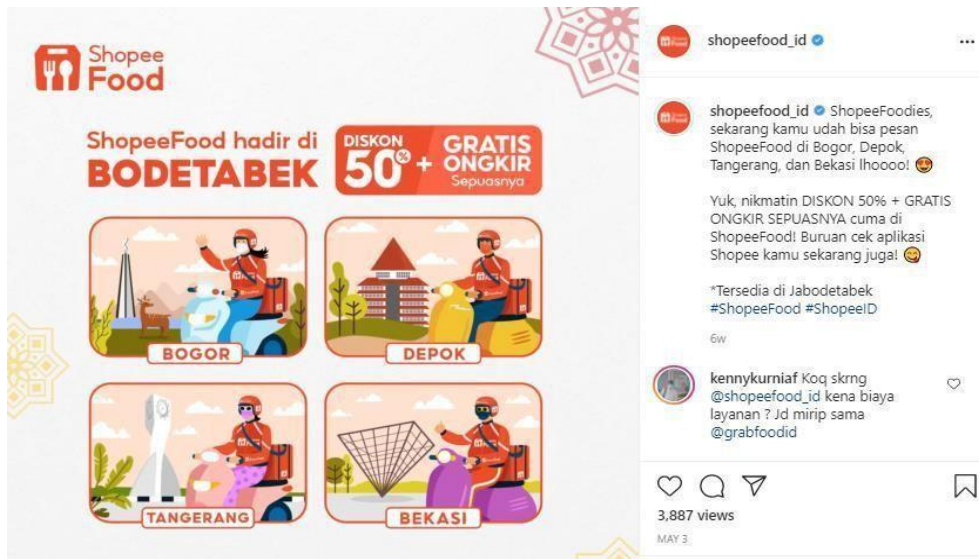 Shopee
Food
ShopeeFood hadir di
BODETABEK
DISKON
50%
+
GRATIS
ONGKIR
Sepuasnya
BOGOR
DEPOK
TANGERANG
BEKASI
shopeefood_id
shopeefood_id ShopeeFoodies,
sekarang kamu udah bisa pesan
ShopeeFood di Bogor, Depok,
Tangerang, dan Bekasi lhoooo! 😍
Yuk, nikmatin DISKON 50% + GRATIS
ONGKIR SEPUASNYA cuma di
ShopeeFood! Buruan cek aplikasi
Shopee kamu sekarang juga! 😋
*Tersedia di Jabodetabek
#ShopeeFood #ShopeeID
6w
kennykurniaf Koq skrng
@shopeefood_id kena biaya
layanan ? Jd mirip sama
@grabfoodid
3,887 views
MAY 3